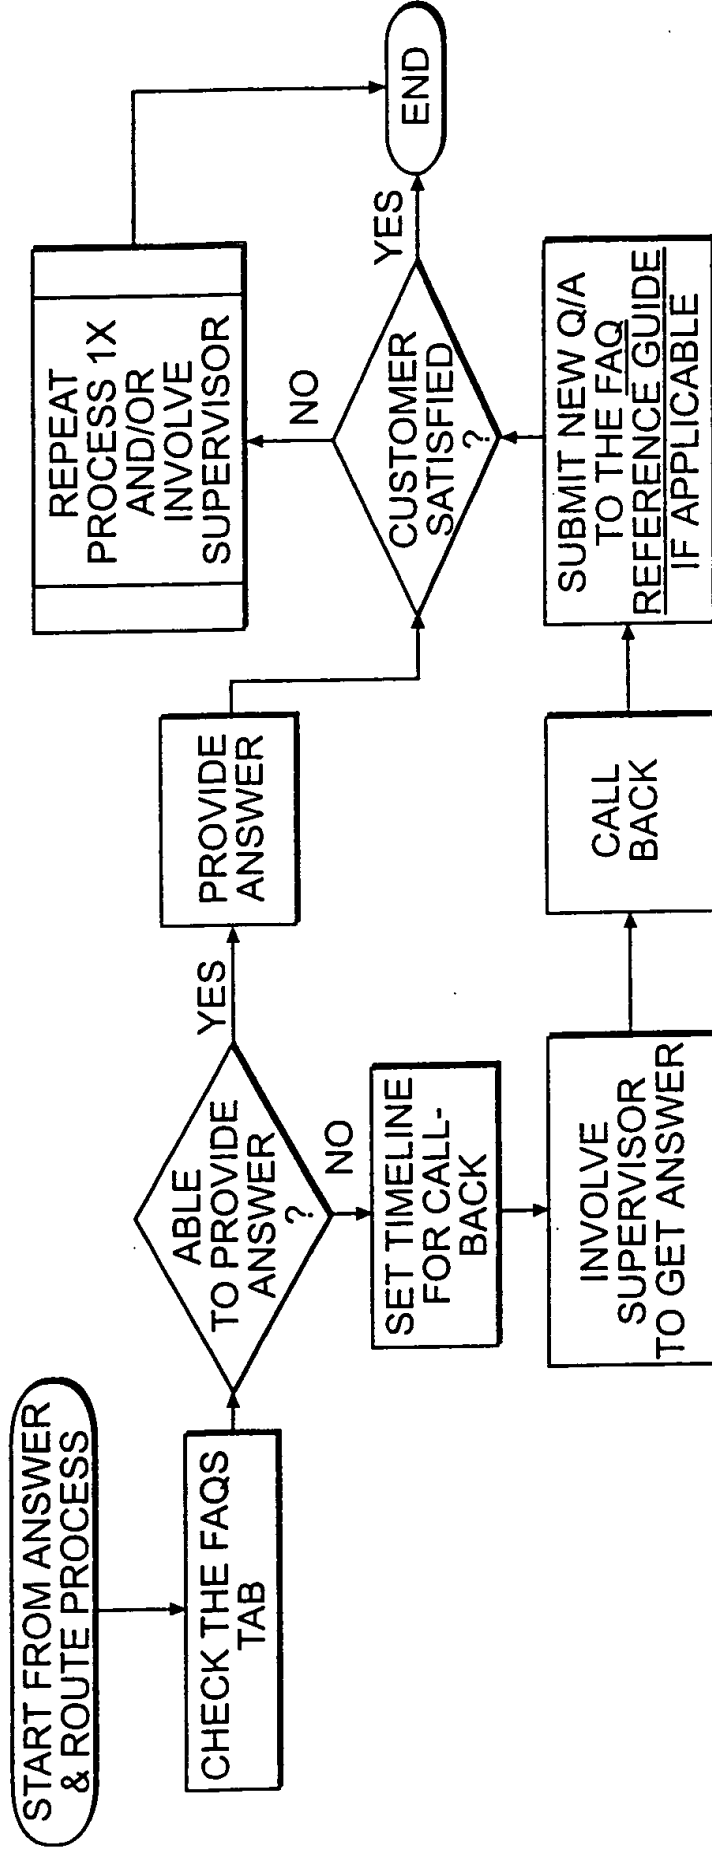 START FROM ANSWER
& ROUTE PROCESS
CHECK THE FAQS
TAB
ABLE
TO PROVIDE
ANSWER
?
YES
NO
PROVIDE
ANSWER
SET TIMELINE
FOR CALL-
BACK
INVOLVE
SUPERVISOR
TO GET ANSWER
CALL
BACK
SUBMIT NEW Q/A
TO THE FAQ
REFERENCE GUIDE
IF APPLICABLE
CUSTOMER
SATISFIED
?
NO
YES
REPEAT
PROCESS 1X
AND/OR
INVOLVE
SUPERVISOR
END